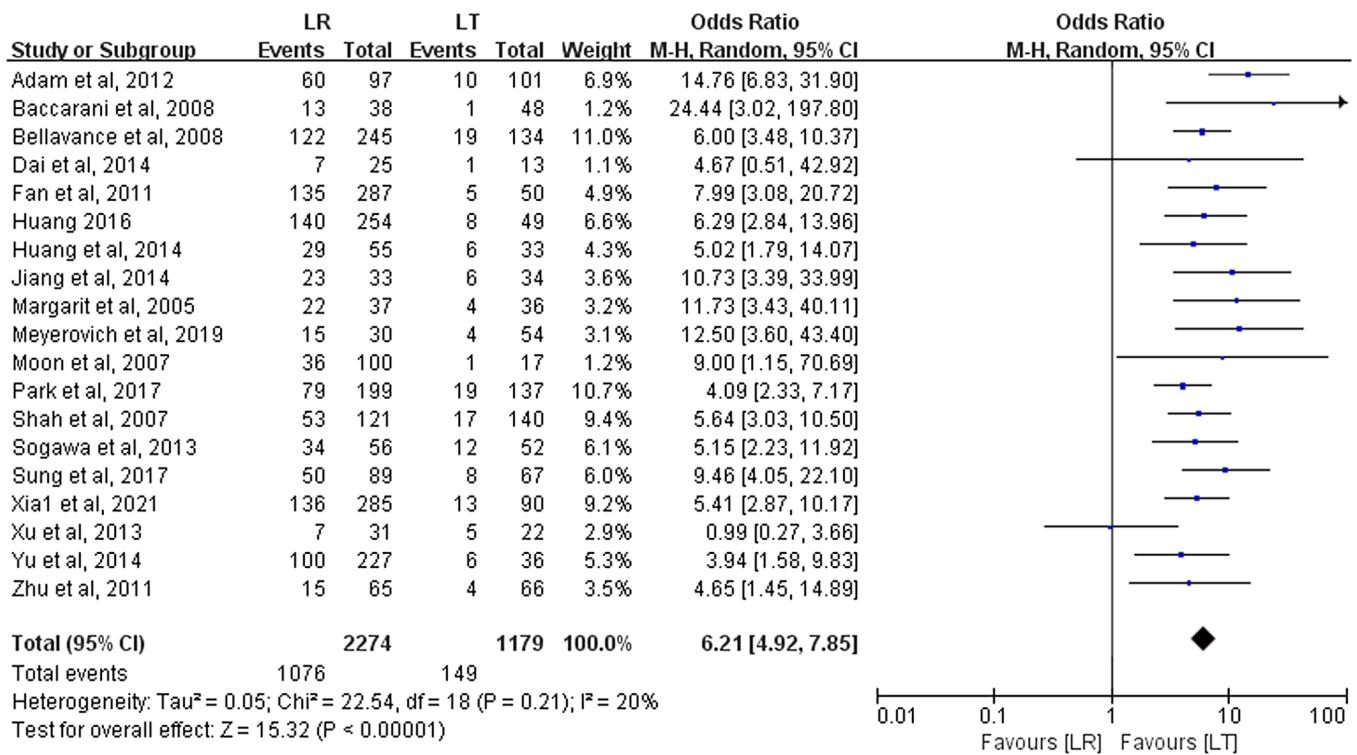 LR LT Odds Ratio Odds Ratio
Study or Subgroup Events Total Events Total Weight M-H, Random, 95% CI M-H, Random, 95% CI
Adam et al, 2012 60 97 10 101 6.9% 14.76 [6.83, 31.90]
Baccarani et al, 2008 13 38 1 48 1.2% 24.44 [3.02, 197.80]
Bellavance et al, 2008 122 245 19 134 11.0% 6.00 [3.48, 10.37]
Dai et al, 2014 7 25 1 13 1.1% 4.67 [0.51, 42.92]
Fan et al, 2011 135 287 5 50 4.9% 7.99 [3.08, 20.72]
Huang 2016 140 254 8 49 6.6% 6.29 [2.84, 13.96]
Huang et al, 2014 29 55 6 33 4.3% 5.02 [1.79, 14.07]
Jiang et al, 2014 23 33 6 34 3.6% 10.73 [3.39, 33.99]
Margarit et al, 2005 22 37 4 36 3.2% 11.73 [3.43, 40.11]
Meyerovich et al, 2019 15 30 4 54 3.1% 12.50 [3.60, 43.40]
Moon et al, 2007 36 100 1 17 1.2% 9.00 [1.15, 70.69]
Park et al, 2017 79 199 19 137 10.7% 4.09 [2.33, 7.17]
Shah et al, 2007 53 121 17 140 9.4% 5.64 [3.03, 10.50]
Sogawa et al, 2013 34 56 12 52 6.1% 5.15 [2.23, 11.92]
Sung et al, 2017 50 89 8 67 6.0% 9.46 [4.05, 22.10]
Xia1 et al, 2021 136 285 13 90 9.2% 5.41 [2.87, 10.17]
Xu et al, 2013 7 31 5 22 2.9% 0.99 [0.27, 3.66]
Yu et al, 2014 100 227 6 36 5.3% 3.94 [1.58, 9.83]
Zhu et al, 2011 15 65 4 66 3.5% 4.65 [1.45, 14.89]
Total (95% CI) 2274 1179 100.0% 6.21 [4.92, 7.85]
Total events 1076 149
Heterogeneity: Tau² = 0.05; Chi² = 22.54, df = 18 (P = 0.21); I² = 20%
Test for overall effect: Z = 15.32 (P < 0.00001)
0.01 0.1 1 10 100
Favours [LR] Favours [LT]